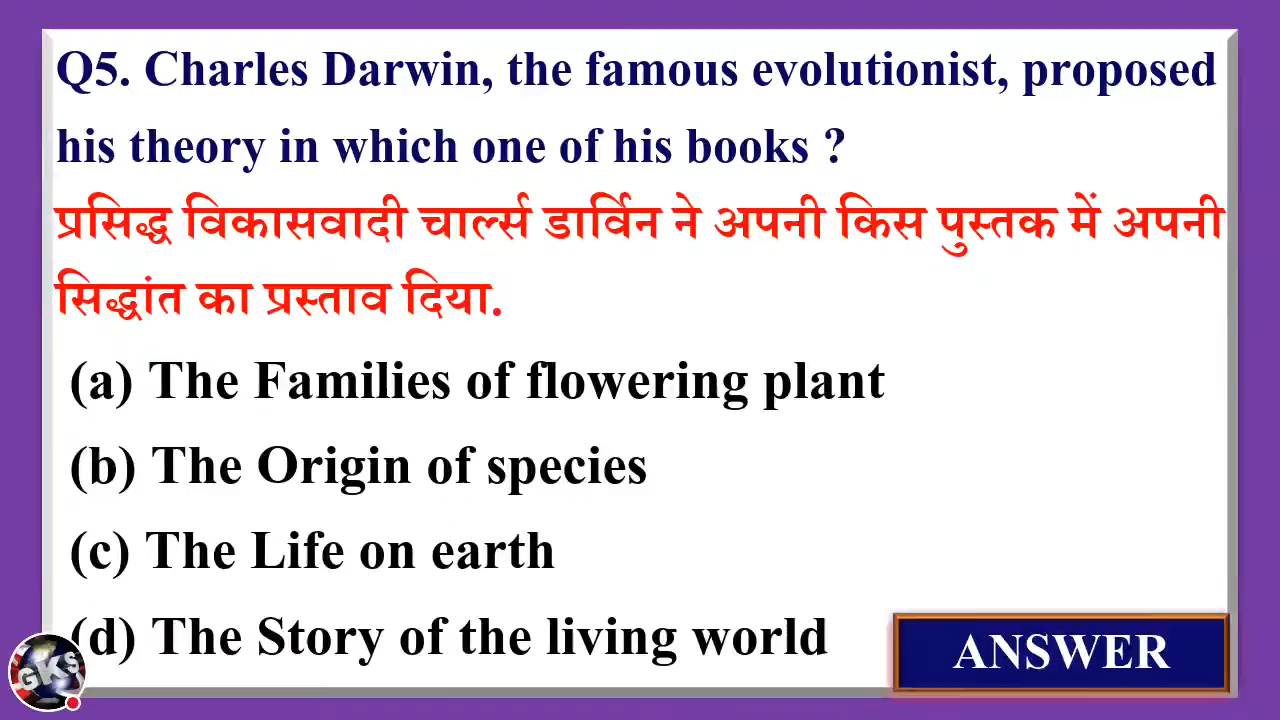 Q5. Charles Darwin, the famous evolutionist, proposed
his theory in which one of his books ?
प्रसिद्ध विकासवादी चार्ल्स डार्विन ने अपनी किस पुस्तक में अपनी
सिद्धांत का प्रस्ताव दिया.
(a) The Families of flowering plant
(b) The Origin of species
(c) The Life on earth
(d) The Story of the living world
ANSWER
GKS